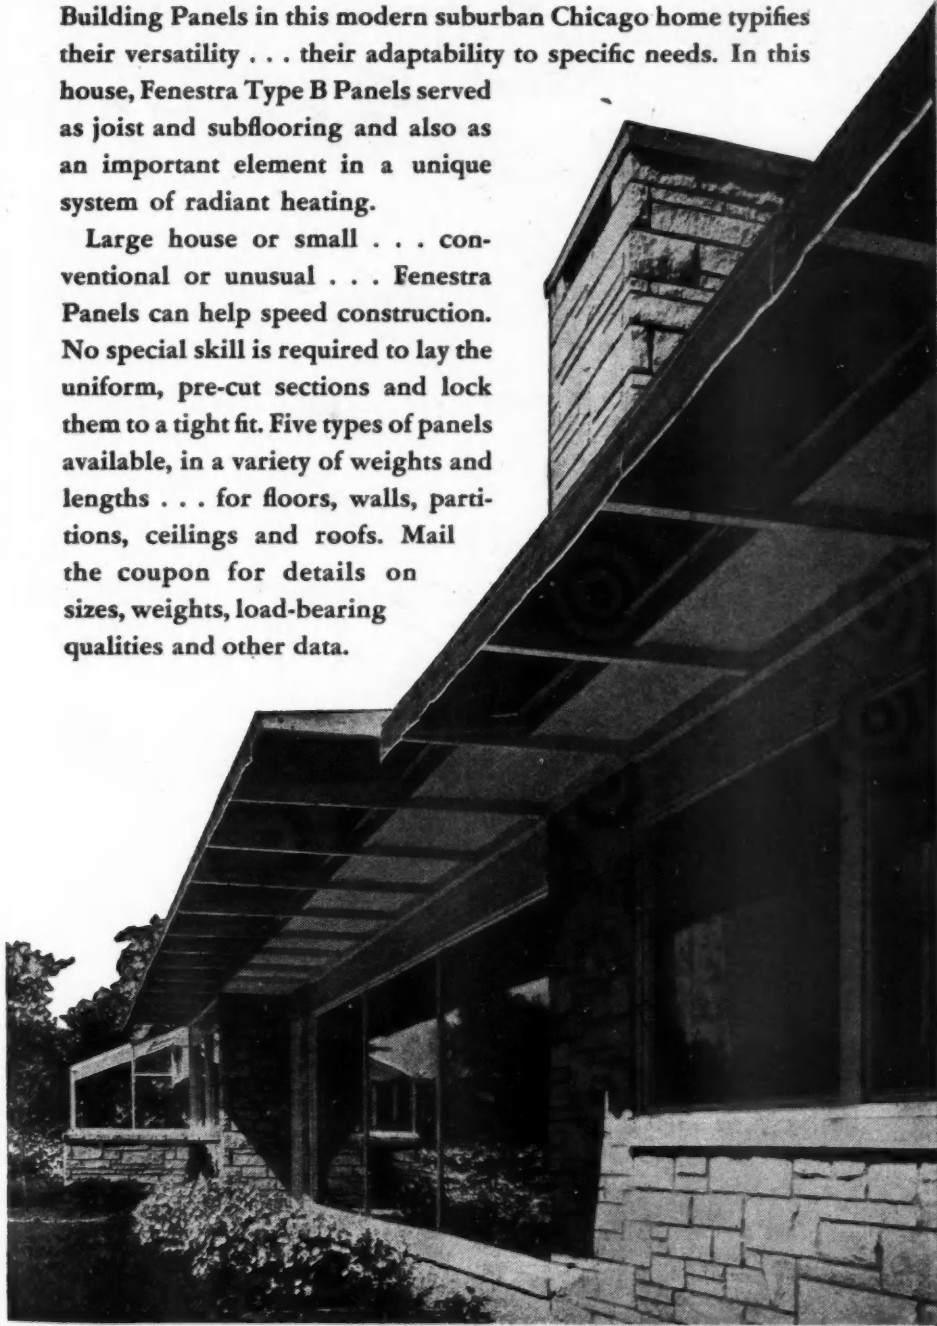 Building Panels in this modern suburban Chicago home typifies
their versatility . . . their adaptability to specific needs. In this
house, Fenestra Type B Panels served
as joist and subflooring and also as
an important element in a unique
system of radiant heating.
Large house or small . . . con-
ventional or unusual . . . Fenestra
Panels can help speed construction.
No special skill is required to lay the
uniform, pre-cut sections and lock
them to a tight fit. Five types of panels
available, in a variety of weights and
lengths . . . for floors, walls, parti-
tions, ceilings and roofs. Mail
the coupon for details on
sizes, weights, load-bearing
qualities and other data.